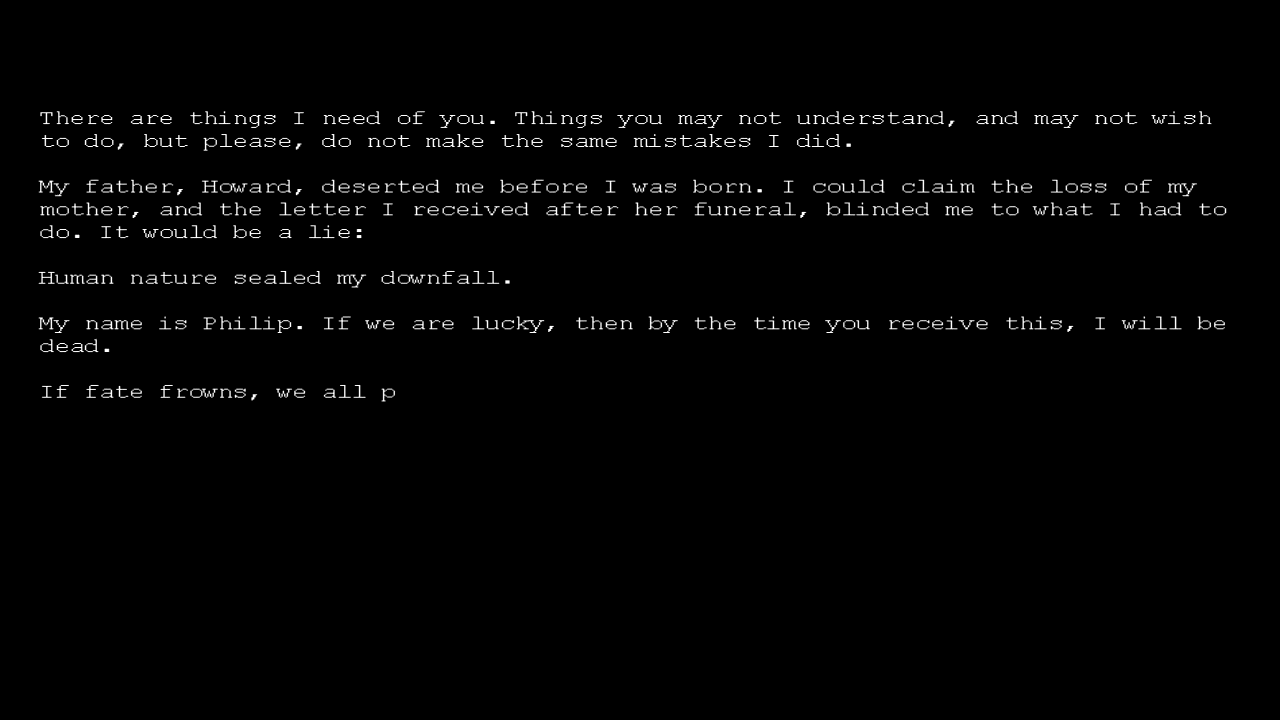 There are things I need of you. Things you may not understand, and may not wish
to do, but please, do not make the same mistakes I did.
My father, Howard, deserted me before I was born. I could claim the loss of my
mother, and the letter I received after her funeral, blinded me to what I had to
do. It would be a lie:
Human nature sealed my downfall.
My name is Philip. If we are lucky, then by the time you receive this, I will be
dead.
If fate frowns, we all p